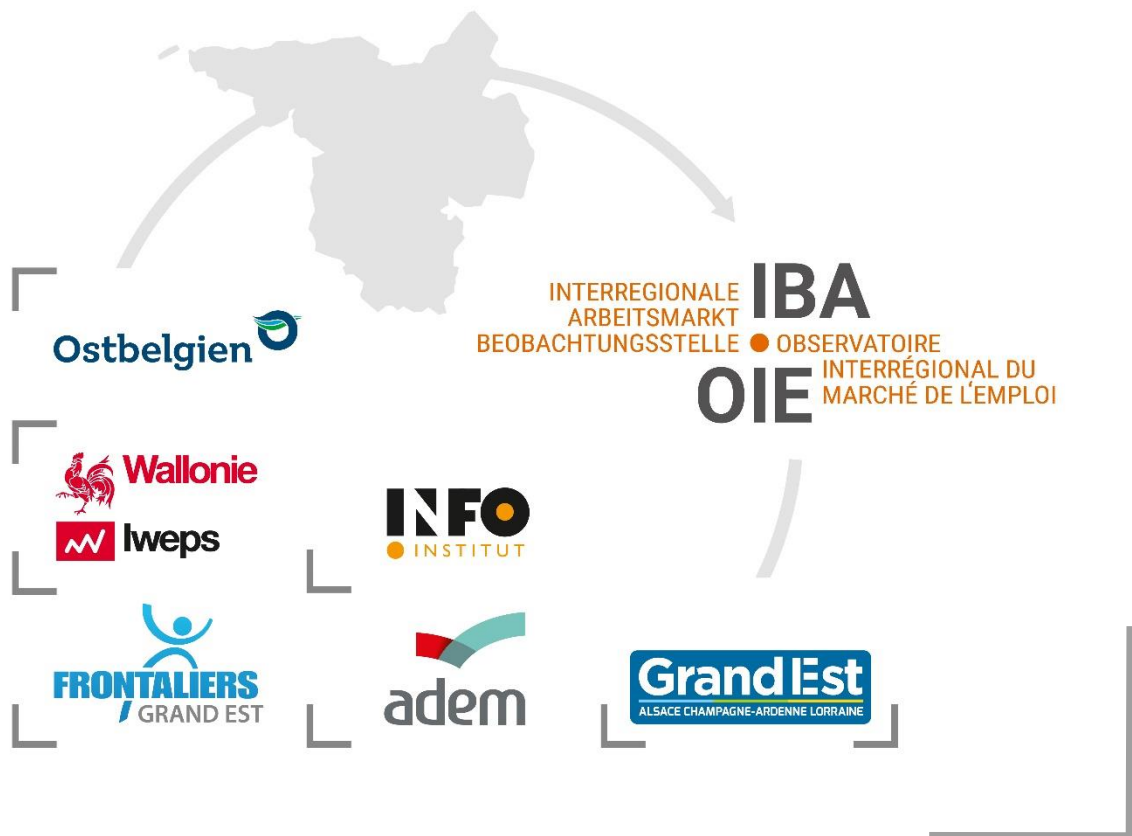 INTERREGIONALE
ARBEITSMARKT
BEOBACHTUNGSSTELLE
IBA
OBSERVATOIRE
OIE
INTERRÉGIONAL DU
MARCHÉ DE L'EMPLOI
Ostbelgien
Wallonie
Iweps
INFO
INSTITUT
FRONTALIERS
GRAND EST
adem
Grand Est
ALSACE CHAMPAGNE-ARDENNE LORRAINE